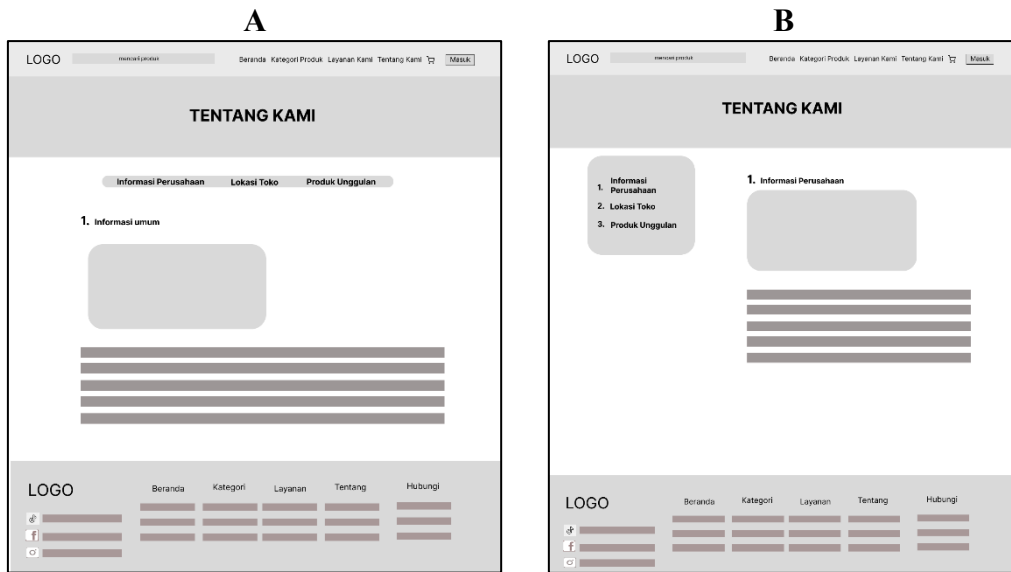 A
LOGO mencari produk Beranda Kategori Produk Layanan Kami Tentang Kami Masuk
TENTANG KAMI
Informasi Perusahaan Lokasi Toko Produk Unggulan
1. Informasi umum
LOGO Beranda Kategori Layanan Tentang Hubungi
B
LOGO mencari produk Beranda Kategori Produk Layanan Kami Tentang Kami Masuk
TENTANG KAMI
1. Informasi Perusahaan
2. Lokasi Toko
3. Produk Unggulan
1. Informasi Perusahaan
LOGO Beranda Kategori Layanan Tentang Hubungi